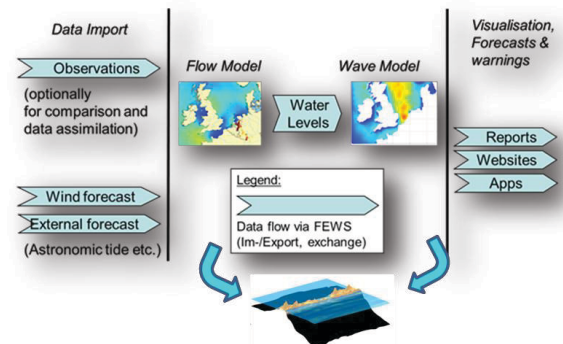 Data Import
Observations
(optionally
for comparison and
data assimilation)
Wind forecast
External forecast
(Astronomic tide etc.)
Flow Model
Water
Levels
Wave Model
Legend:
Data flow via FEWS
(Im-/Export, exchange)
Visualisation,
Forecasts &
warnings
Reports
Websites
Apps